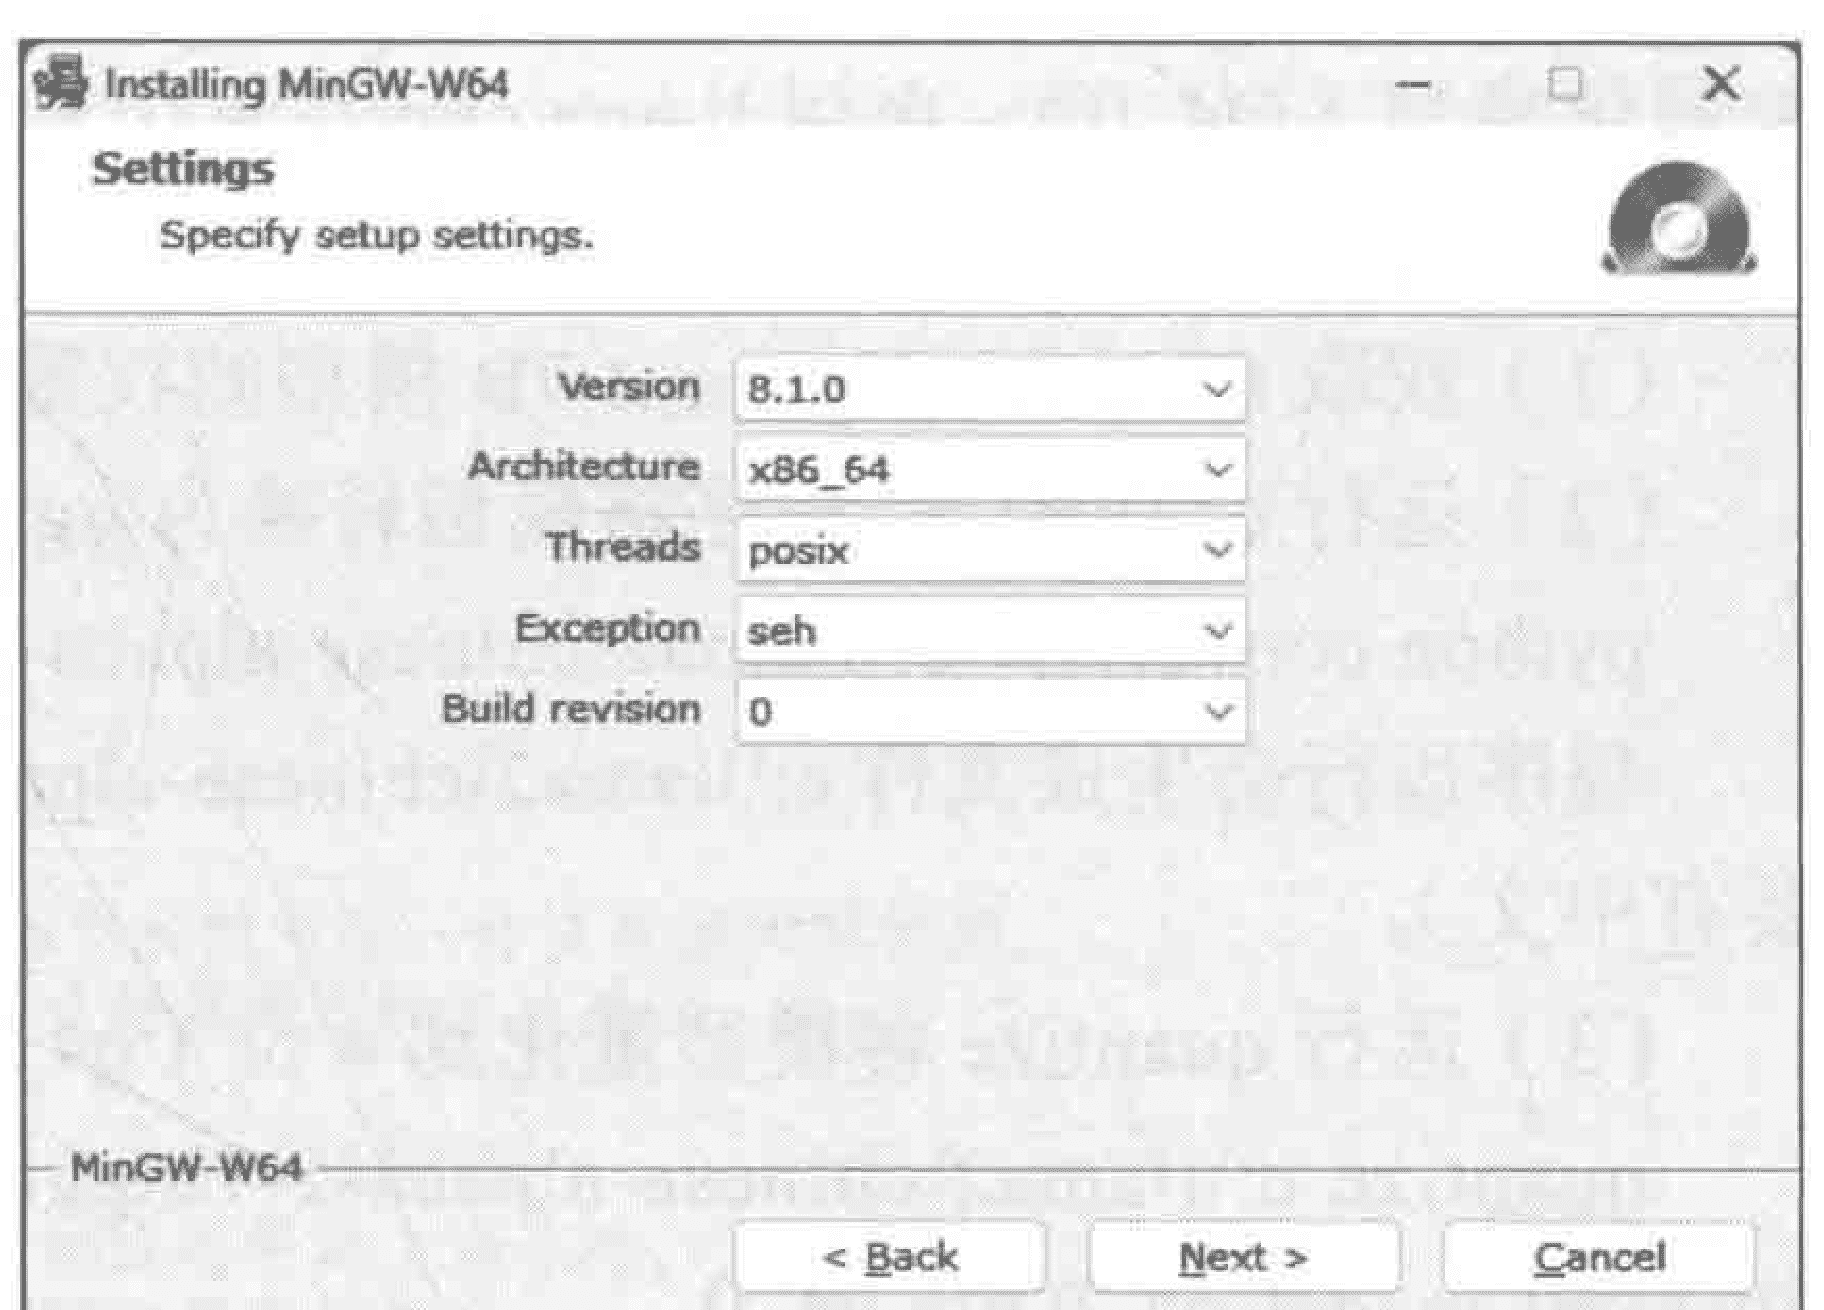 Installing MinGW-W64
Settings
Specify setup settings.
Version 8.1.0
Architecture x86_64
Threads posix
Exception seh
Build revision 0
MinGW-W64
< Back Next > Cancel